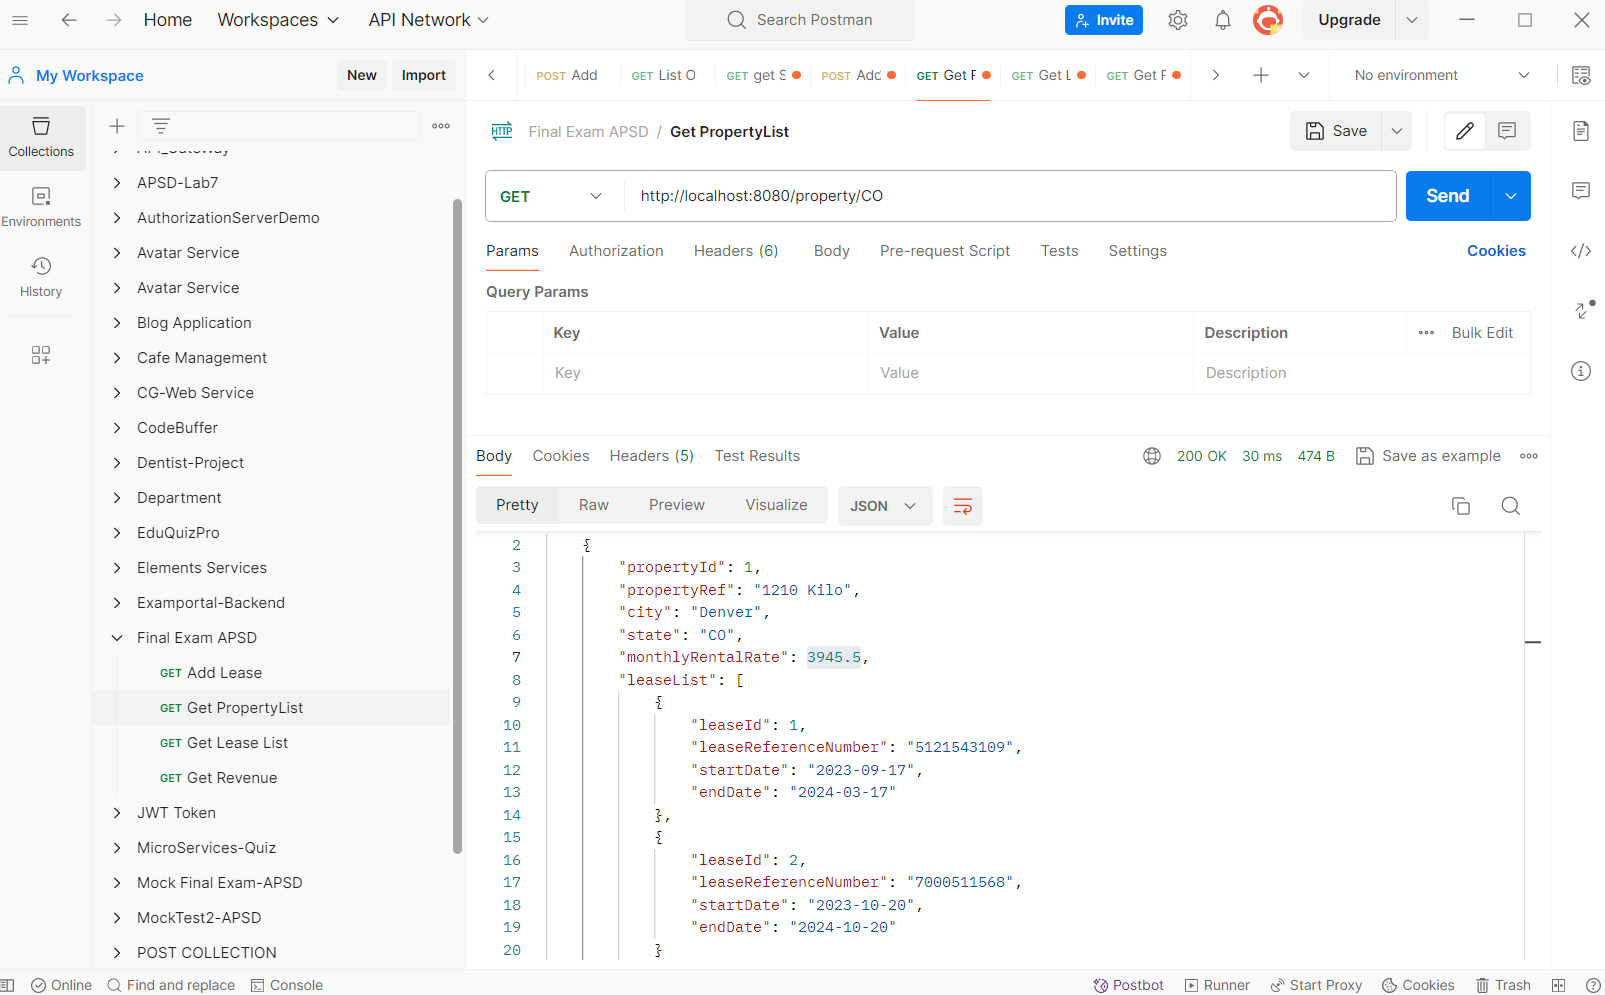 Home Workspaces API Network Search Postman Invite Upgrade
My Workspace New Import POST Add GET List O GET get S POST Add GET Get F GET Get L GET Get F No environment
Collections
Environments
History
APSD-Lab7
AuthorizationServerDemo
Avatar Service
Avatar Service
Blog Application
Cafe Management
CG-Web Service
CodeBuffer
Dentist-Project
Department
EduQuizPro
Elements Services
Examportal-Backend
Final Exam APSD
GET Add Lease
GET Get PropertyList
GET Get Lease List
GET Get Revenue
JWT Token
MicroServices-Quiz
Mock Final Exam-APSD
MockTest2-APSD
POST COLLECTION
HTTP Final Exam APSD / Get PropertyList Save
GET http://localhost:8080/property/CO Send
Params Authorization Headers (6) Body Pre-request Script Tests Settings Cookies
Query Params
Key Value Description Bulk Edit
Key Value Description
Body Cookies Headers (5) Test Results 200 OK 30 ms 474 B Save as example
Pretty Raw Preview Visualize JSON
2 {
3 "propertyId": 1,
4 "propertyRef": "1210 Kilo",
5 "city": "Denver",
6 "state": "CO",
7 "monthlyRentalRate": 3945.5,
8 "leaseList": [
9 {
10 "leaseId": 1,
11 "leaseReferenceNumber": "5121543109",
12 "startDate": "2023-09-17",
13 "endDate": "2024-03-17"
14 },
15 {
16 "leaseId": 2,
17 "leaseReferenceNumber": "7000511568",
18 "startDate": "2023-10-20",
19 "endDate": "2024-10-20"
20 }
Online Find and replace Console Postbot Runner Start Proxy Cookies Trash